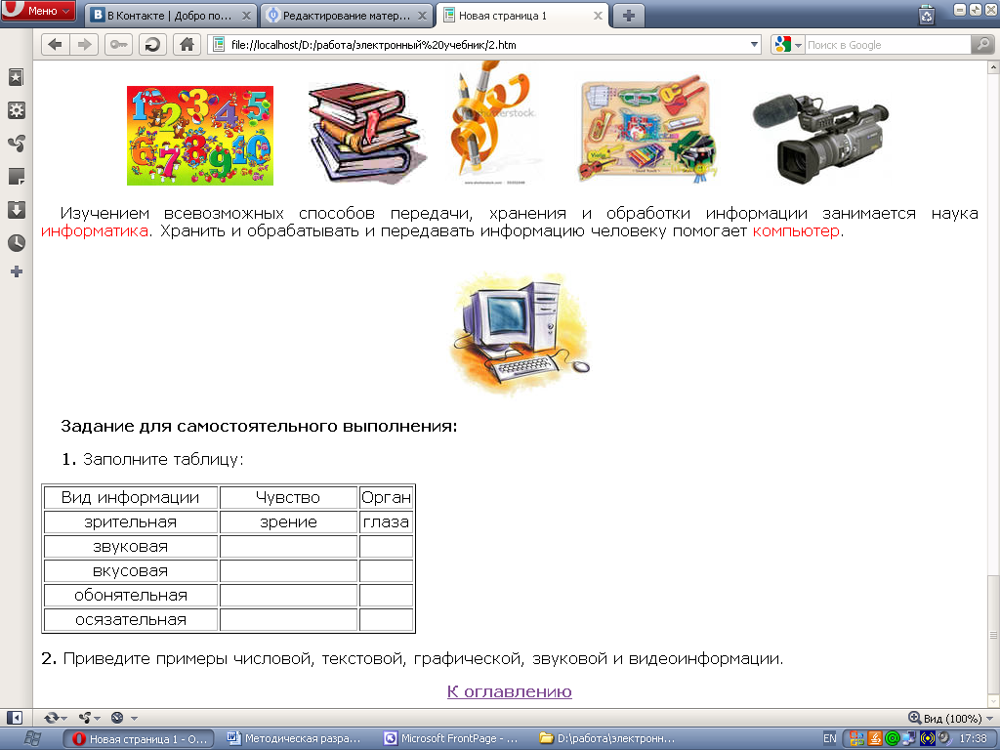 Меню
В Контакте | Добро по...
Редактирование матер...
Новая страница 1
file://localhost/D:/работа/электронный%20учебник/2.htm
Поиск в Google
1 2 3 4 5
6 7 8 9 10
shutterstock.
Изучением всевозможных способов передачи, хранения и обработки информации занимается наука
информатика. Хранить и обрабатывать и передавать информацию человеку помогает компьютер.
Задание для самостоятельного выполнения:
1. Заполните таблицу:
Вид информации Чувство Орган
зрительная зрение глаза
звуковая
вкусовая
обонятельная
осязательная
2. Приведите примеры числовой, текстовой, графической, звуковой и видеоинформации.
К оглавлению
Вид (100%)
Новая страница 1 - O...
Методическая разра...
Microsoft FrontPage - ...
D:\работа\электронн...
EN
17:38